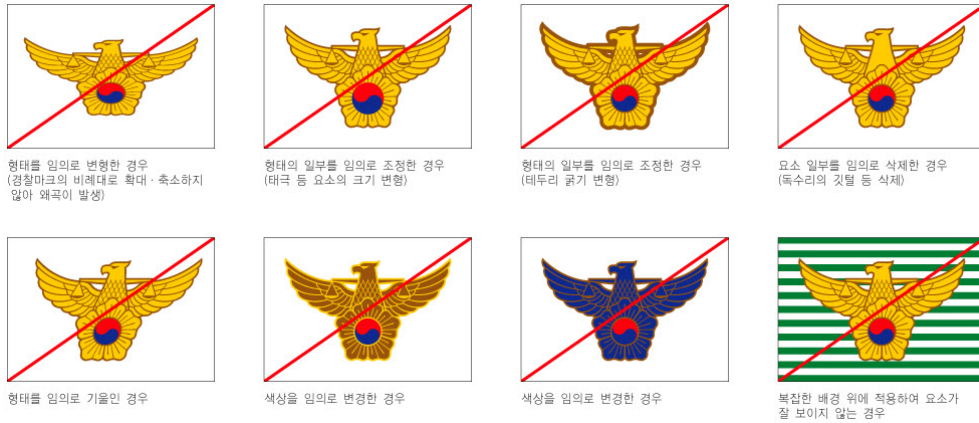 형태를 임의로 변형한 경우
(경찰마크의 비례대로 확대 · 축소하지
않아 왜곡이 발생)
형태의 일부를 임의로 조정한 경우
(태극 등 요소의 크기 변형)
형태의 일부를 임의로 조정한 경우
(테두리 굵기 변형)
요소 일부를 임의로 삭제한 경우
(독수리의 깃털 등 삭제)
형태를 임의로 기울인 경우
색상을 임의로 변경한 경우
색상을 임의로 변경한 경우
복잡한 배경 위에 적용하여 요소가
잘 보이지 않는 경우